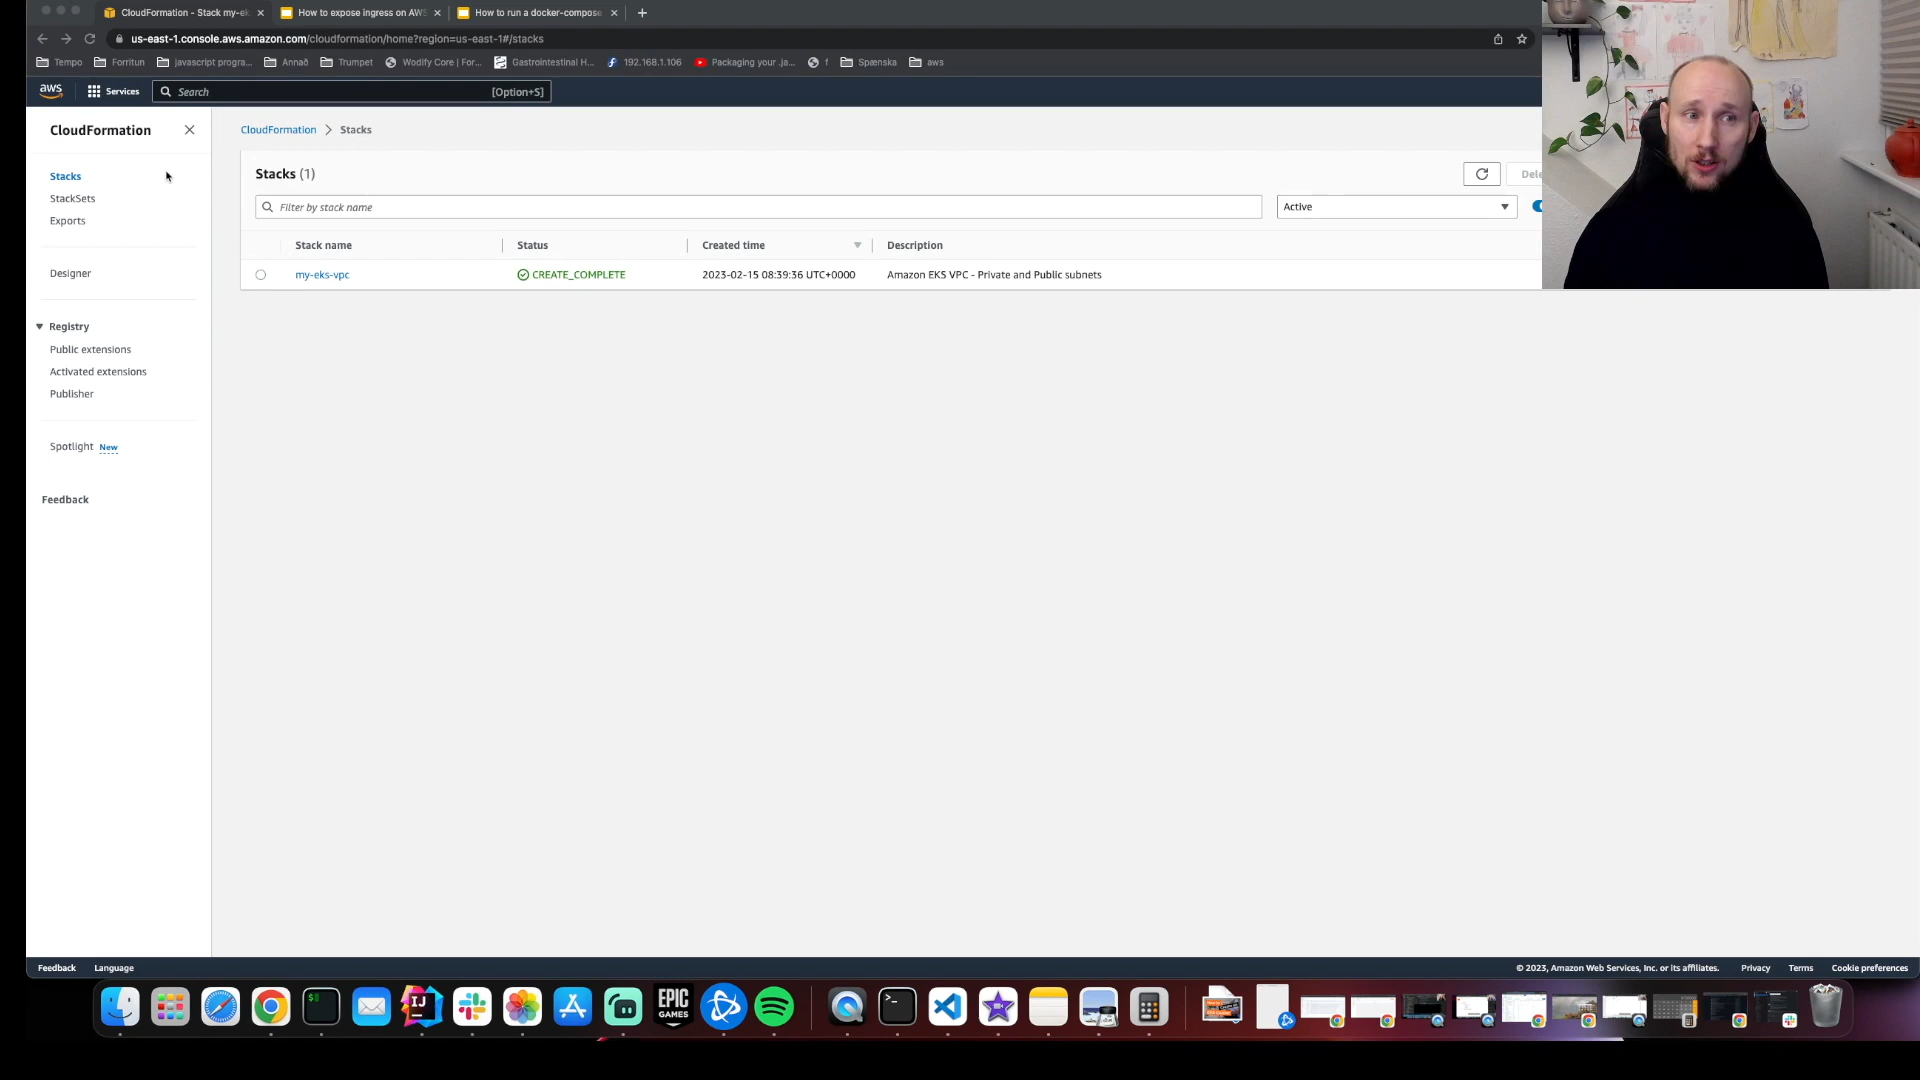 CloudFormation - Stack my-ek
How to expose ingress on AWS
How to run a docker-compose
us-east-1.console.aws.amazon.com/cloudformation/home?region=us-east-1#/stacks
Tempo
Forritun
javascript progra...
Annað
Trumpet
Wodify Core | For...
Gastrointestinal H...
192.168.1.106
Packaging your .ja...
f
Spænska
aws
aws
Services
Search
[Option+S]
CloudFormation
Stacks
StackSets
Exports
Designer
Registry
Public extensions
Activated extensions
Publisher
Spotlight New
Feedback
CloudFormation > Stacks
Stacks (1)
Dele
Filter by stack name
Active
Stack name
Status
Created time
Description
my-eks-vpc
CREATE_COMPLETE
2023-02-15 08:39:36 UTC+0000
Amazon EKS VPC - Private and Public subnets
Feedback
Language
© 2023, Amazon Web Services, Inc. or its affiliates.
Privacy
Terms
Cookie preferences
IJ
EPIC
GAMES